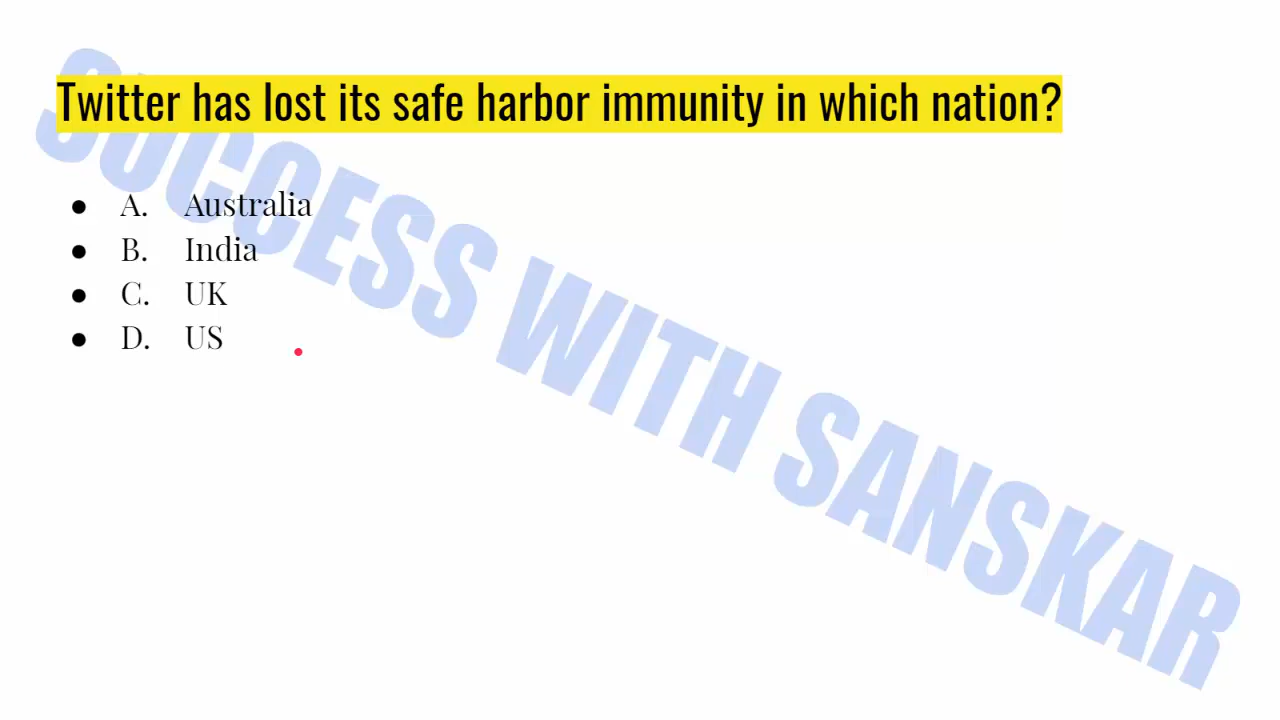 Twitter has lost its safe harbor immunity in which nation?
● A. Australia
● B. India
● C. UK
● D. US
SUCCESS WITH SANSKAR